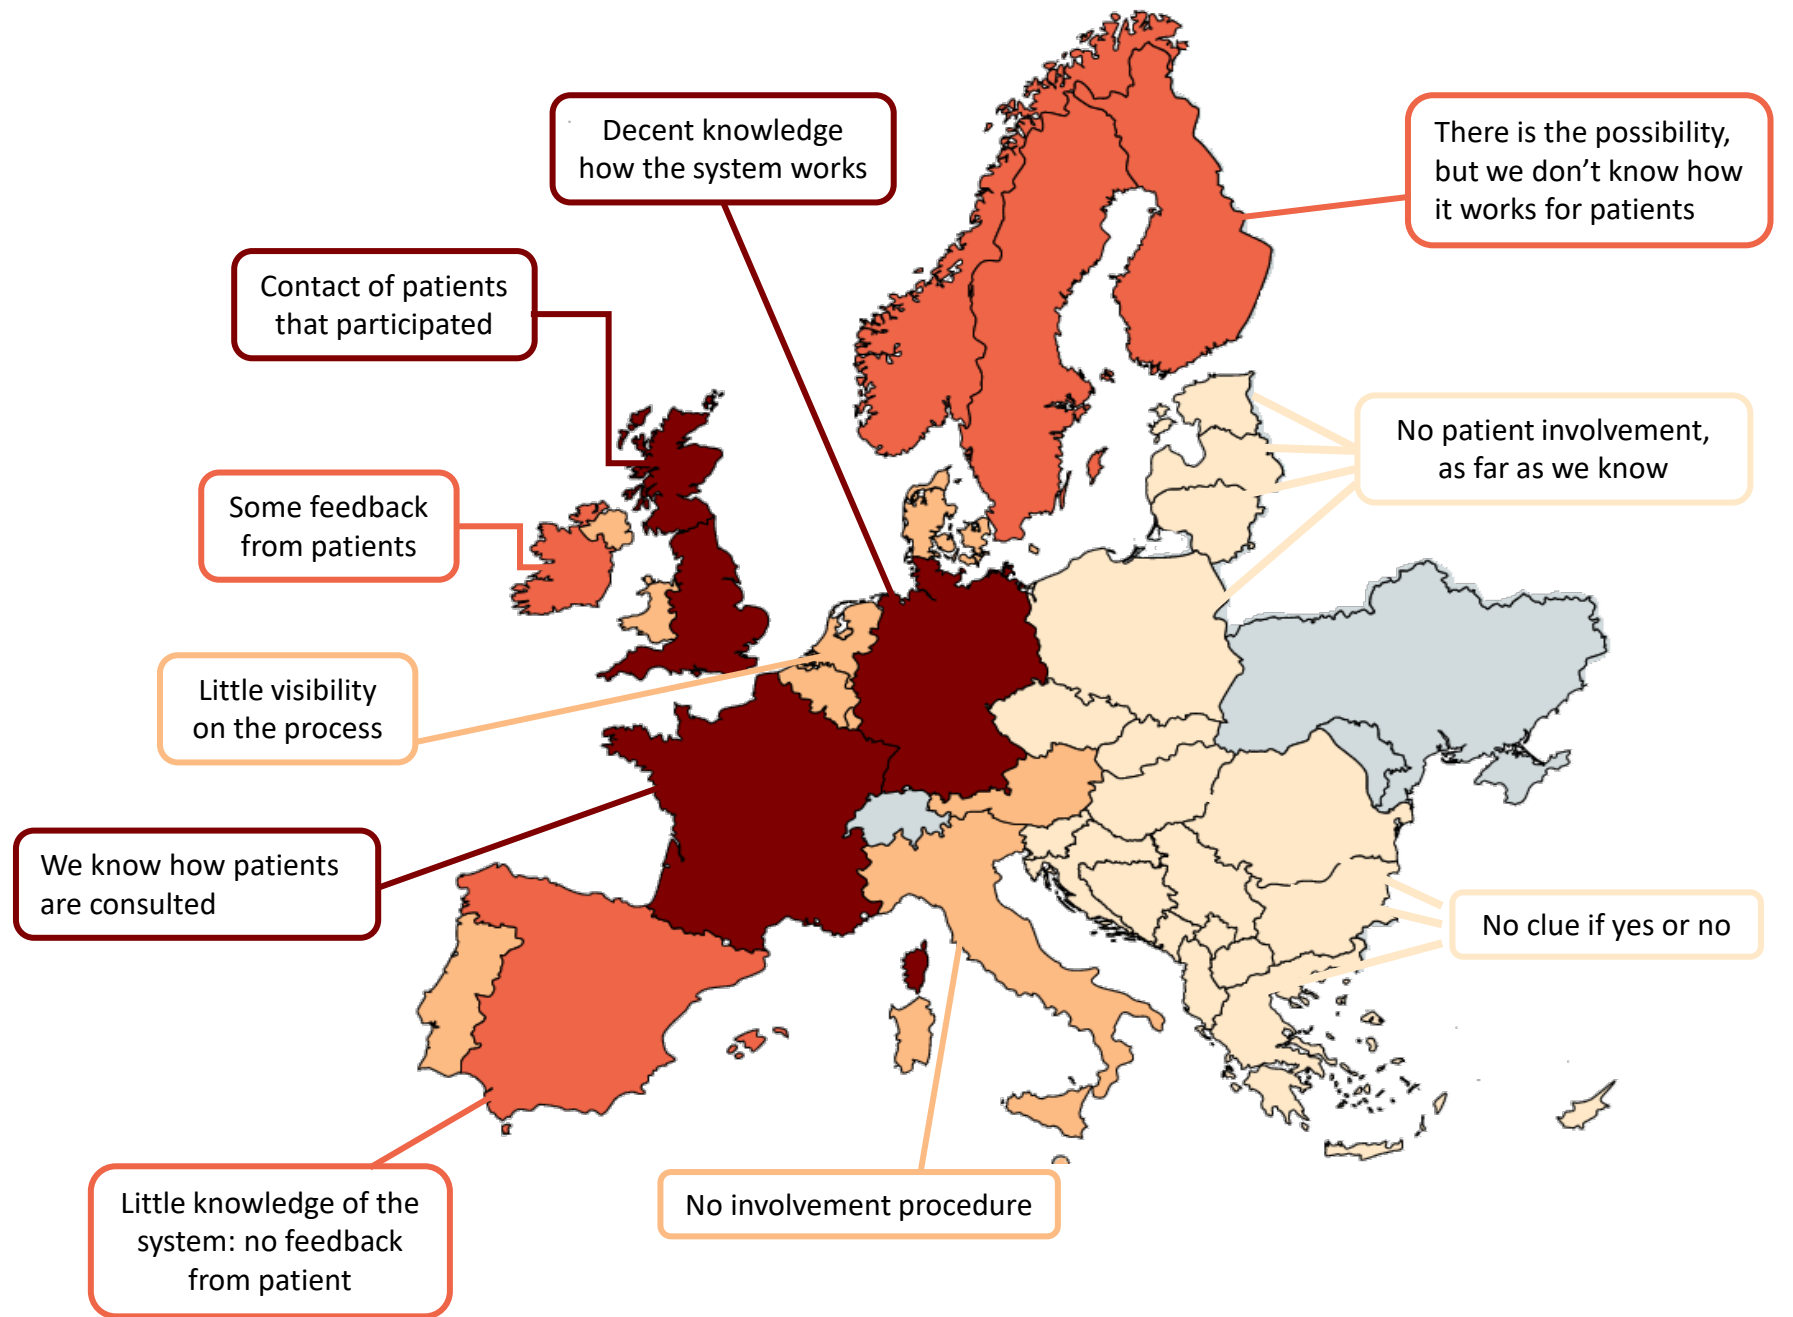 Decent knowledge
how the system works
There is the possibility,
but we don’t know how
it works for patients
Contact of patients
that participated
No patient involvement,
as far as we know
Some feedback
from patients
Little visibility
on the process
We know how patients
are consulted
No clue if yes or no
Little knowledge of the
system: no feedback
from patient
No involvement procedure